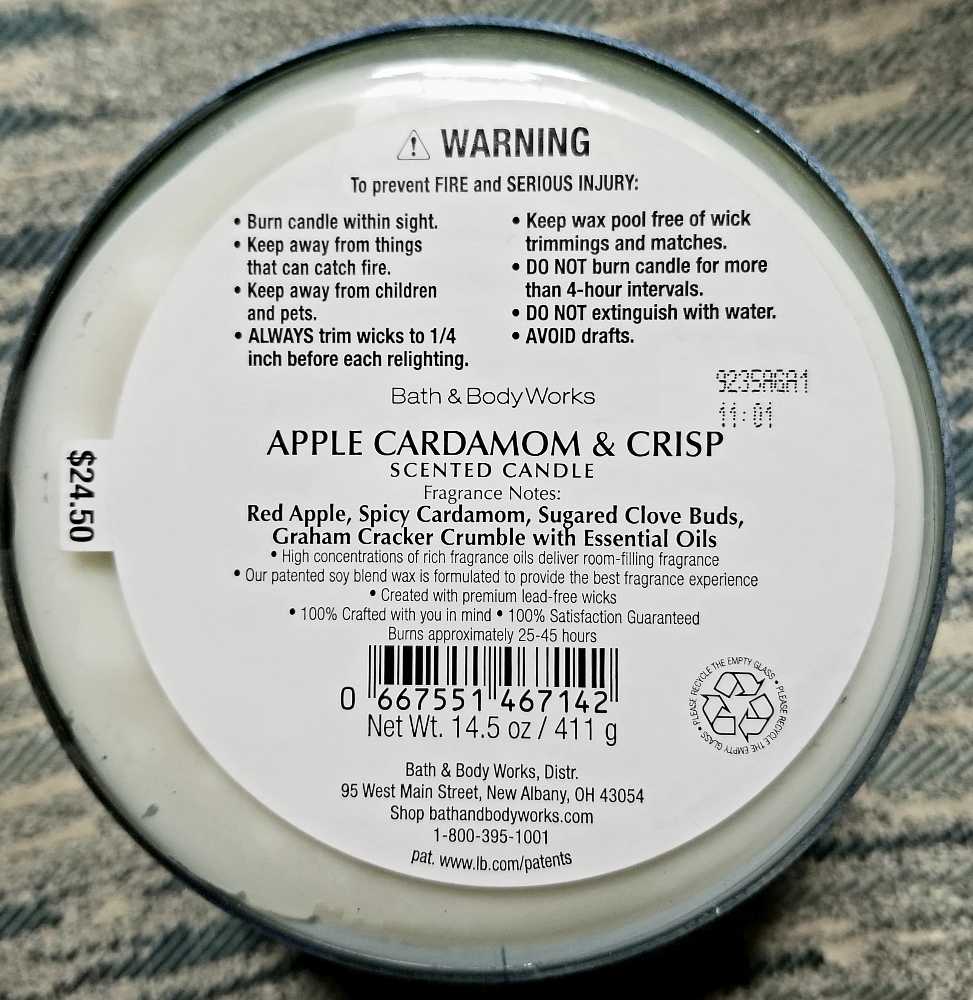 WARNING
To prevent FIRE and SERIOUS INJURY:
• Burn candle within sight.
• Keep away from things
that can catch fire.
• Keep away from children
and pets.
• ALWAYS trim wicks to 1/4
inch before each relighting.
• Keep wax pool free of wick
trimmings and matches.
• DO NOT burn candle for more
than 4-hour intervals.
• DO NOT extinguish with water.
• AVOID drafts.
9235AGA1
11:01
Bath & Body Works
APPLE CARDAMOM & CRISP
SCENTED CANDLE
$24.50
Fragrance Notes:
Red Apple, Spicy Cardamom, Sugared Clove Buds,
Graham Cracker Crumble with Essential Oils
• High concentrations of rich fragrance oils deliver room-filling fragrance
• Our patented soy blend wax is formulated to provide the best fragrance experience
• Created with premium lead-free wicks
• 100% Crafted with you in mind • 100% Satisfaction Guaranteed
Burns approximately 25-45 hours
0 667551 467142
Net Wt. 14.5 oz / 411 g
• PLEASE RECYCLE THE EMPTY GLASS • PLEASE RECYCLE THE EMPTY GLASS
Bath & Body Works, Distr.
95 West Main Street, New Albany, OH 43054
Shop bathandbodyworks.com
1-800-395-1001
pat. www.lb.com/patents